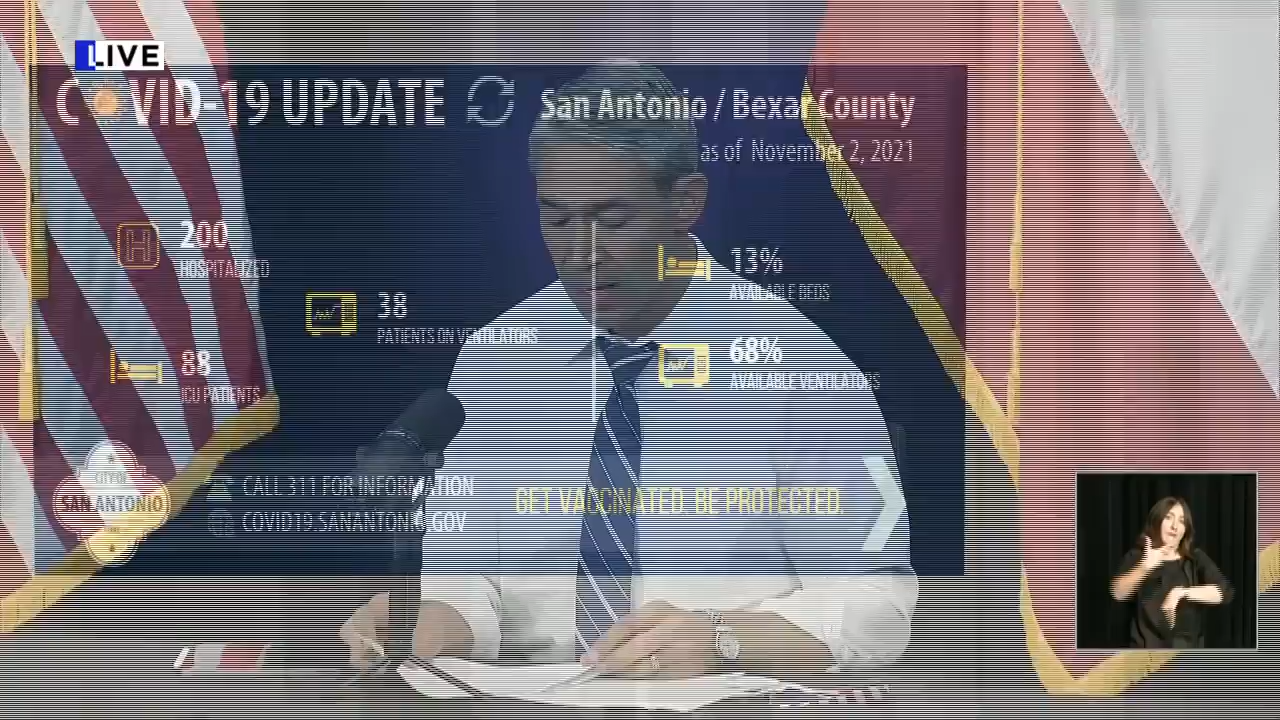 LIVE
COVID-19 UPDATE
San Antonio / Bexar County
as of November 2, 2021
200
HOSPITALIZED
38
PATIENTS ON VENTILATORS
88
ICU PATIENTS
13%
AVAILABLE BEDS
68%
AVAILABLE VENTILATORS
CITY OF
SAN ANTONIO
CALL 311 FOR INFORMATION
COVID19.SANANTONIO.GOV
GET VACCINATED. BE PROTECTED.